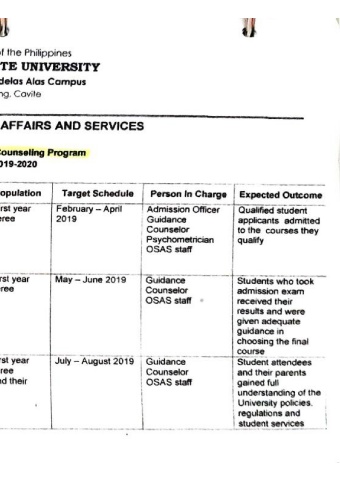 f the Philippines
TE UNIVERSITY
delas Alas Campus
ng, Cavite
AFFAIRS AND SERVICES
Counseling Program
019-2020
opulation Target Schedule Person In Charge Expected Outcome
rst year
eree
February – April
2019
Admission Officer
Guidance
Counselor
Psychometrician
OSAS staff
Qualified student
applicants admitted
to the courses they
qualify
rst year
ree
May – June 2019
Guidance
Counselor
OSAS staff
Students who took
admission exam
received their
results and were
given adequate
guidance in
choosing the final
course
rst year
ree
nd their
July – August 2019
Guidance
Counselor
OSAS staff
Student attendees
and their parents
gained full
understanding of the
University policies.
regulations and
student services